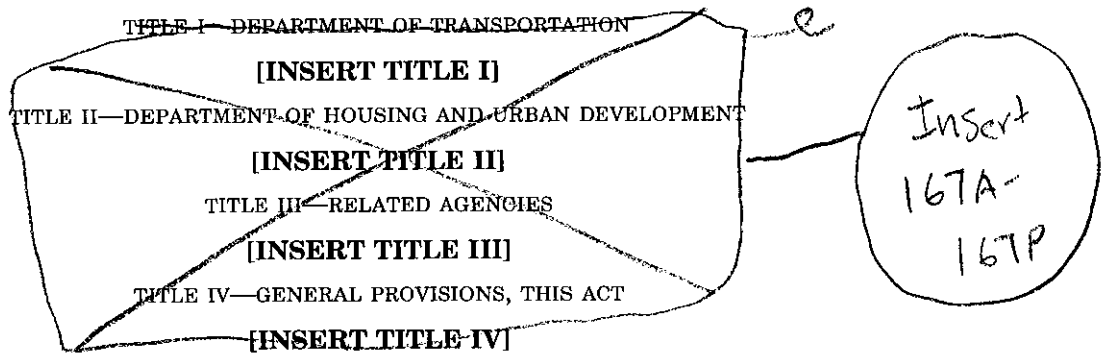 TITLE I—DEPARTMENT OF TRANSPORTATION
[INSERT TITLE I]
TITLE II—DEPARTMENT OF HOUSING AND URBAN DEVELOPMENT
[INSERT TITLE II]
TITLE III—RELATED AGENCIES
[INSERT TITLE III]
TITLE IV—GENERAL PROVISIONS, THIS ACT
[INSERT TITLE IV]
Insert
167A-
167P